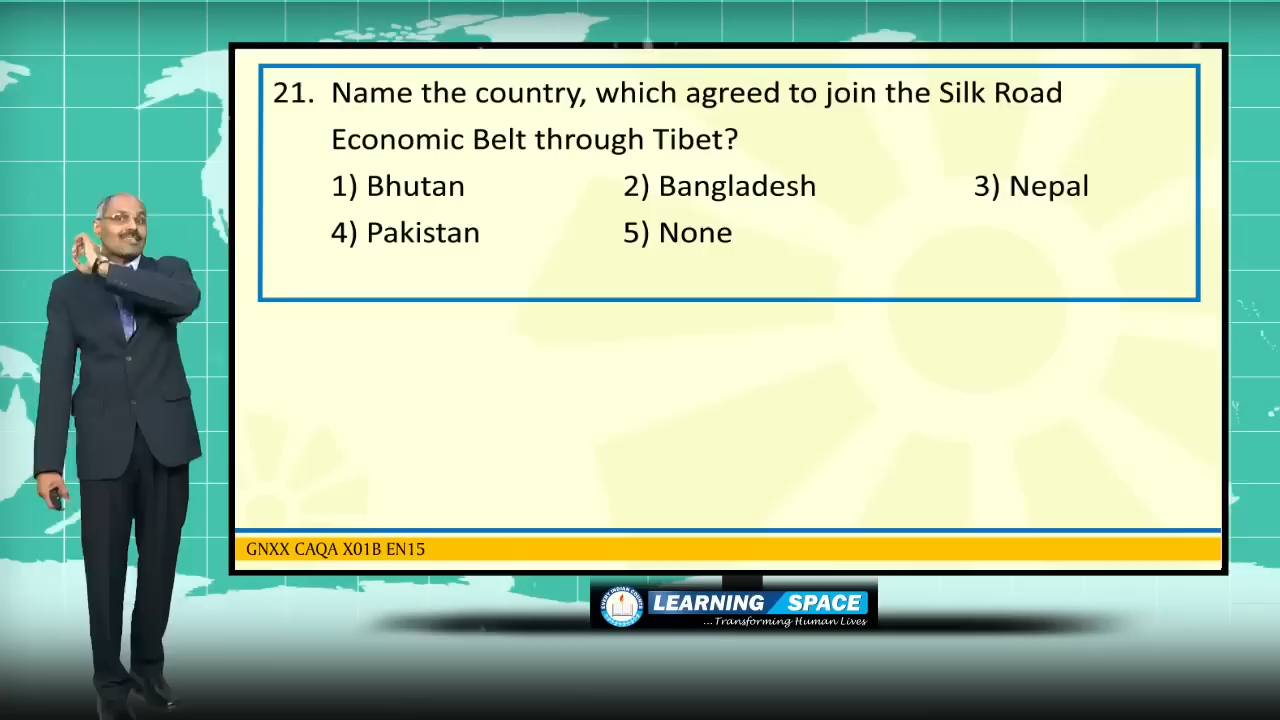 21. Name the country, which agreed to join the Silk Road
Economic Belt through Tibet?
1) Bhutan 2) Bangladesh 3) Nepal
4) Pakistan 5) None
GNXX CAQA X01B EN15
LEARNING SPACE
...Transforming Human Lives